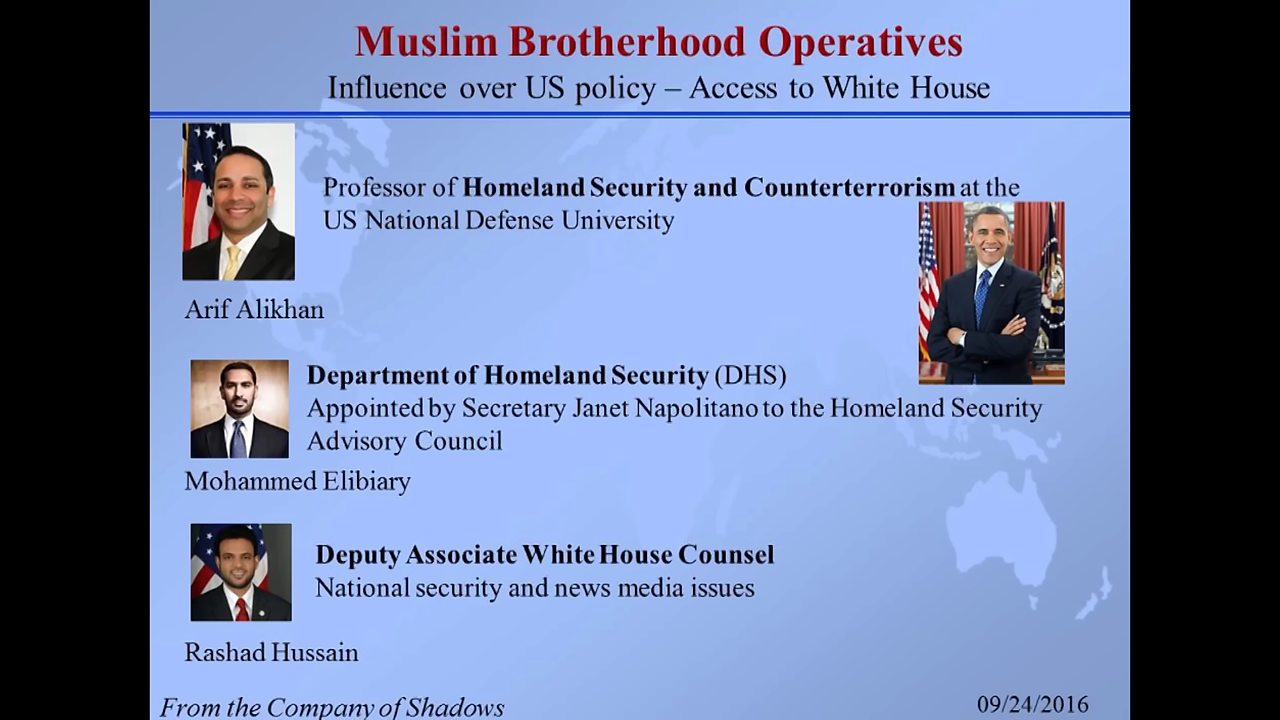 Muslim Brotherhood Operatives
Influence over US policy – Access to White House
Professor of Homeland Security and Counterterrorism at the
US National Defense University
Arif Alikhan
Department of Homeland Security (DHS)
Appointed by Secretary Janet Napolitano to the Homeland Security
Advisory Council
Mohammed Elibiary
Deputy Associate White House Counsel
National security and news media issues
Rashad Hussain
From the Company of Shadows
09/24/2016